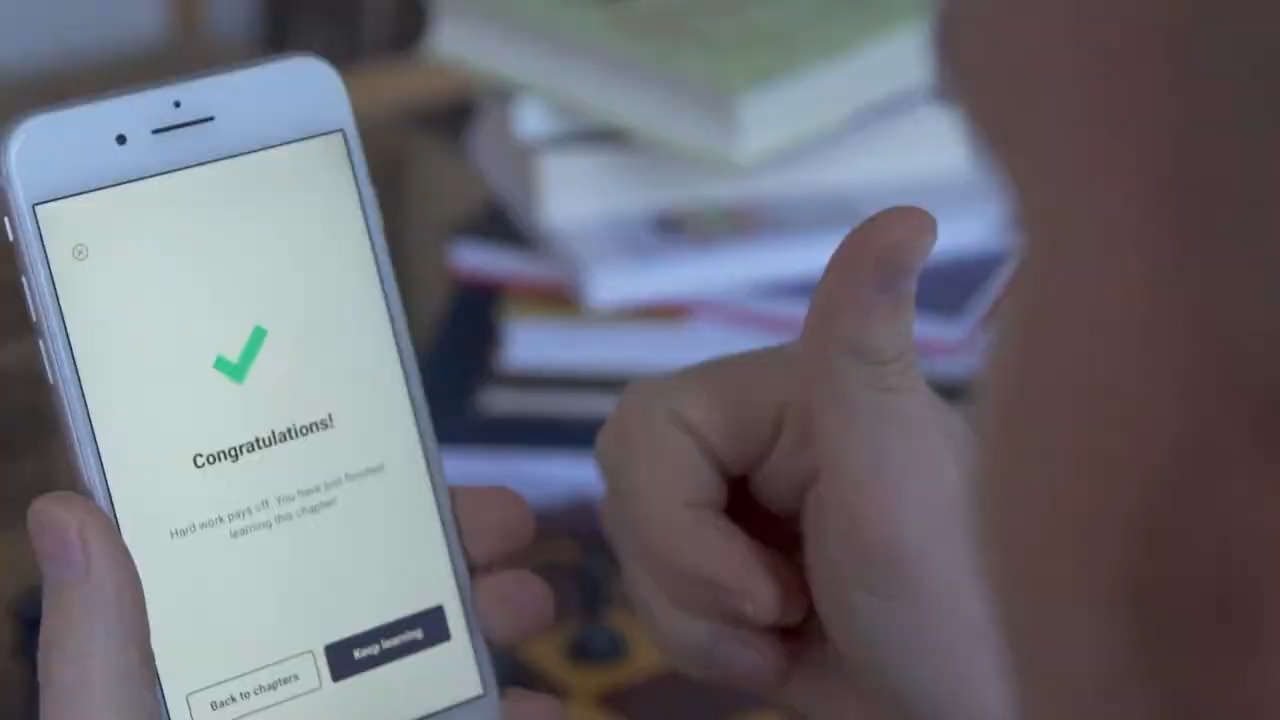 Congratulations!
Hard work pays off. You have just finished
learning this chapter!
Back to chapters
Keep learning